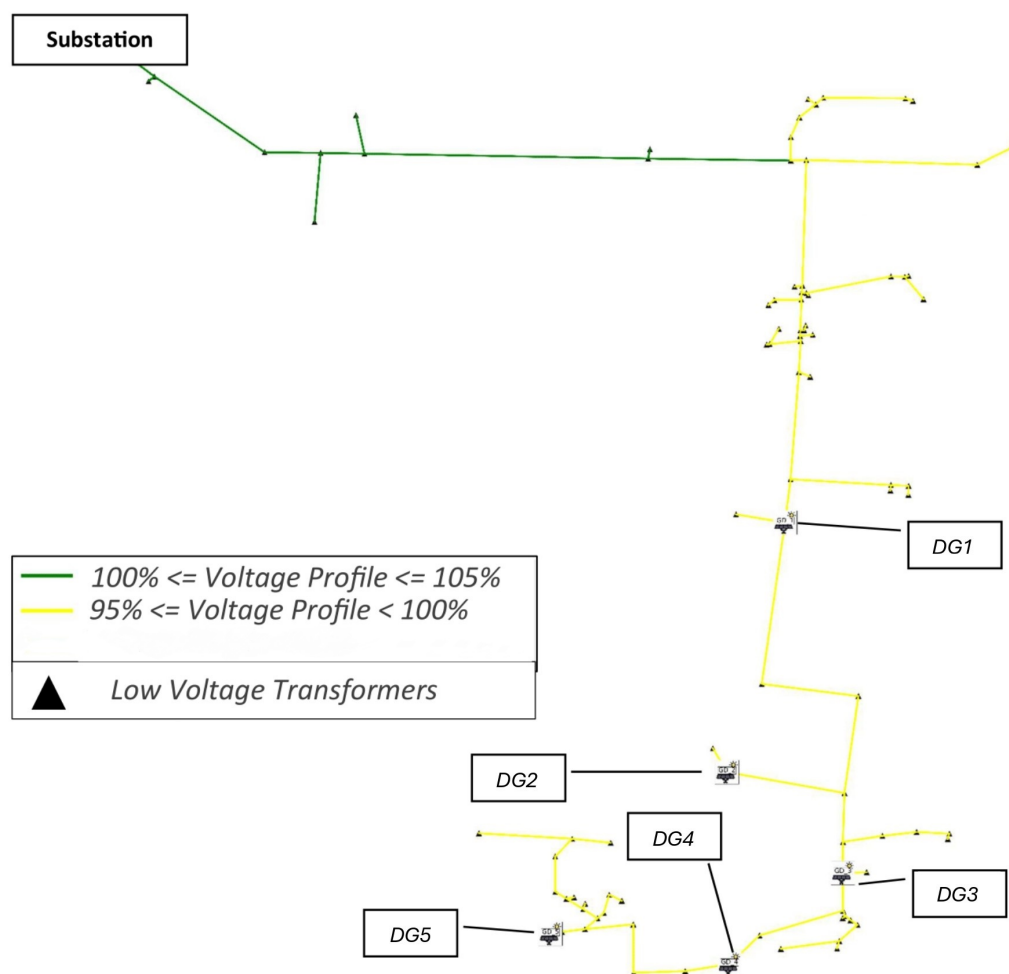 Substation
DG1
100% <= Voltage Profile <= 105%
95% <= Voltage Profile < 100%
Low Voltage Transformers
DG2
DG4
DG3
DG5